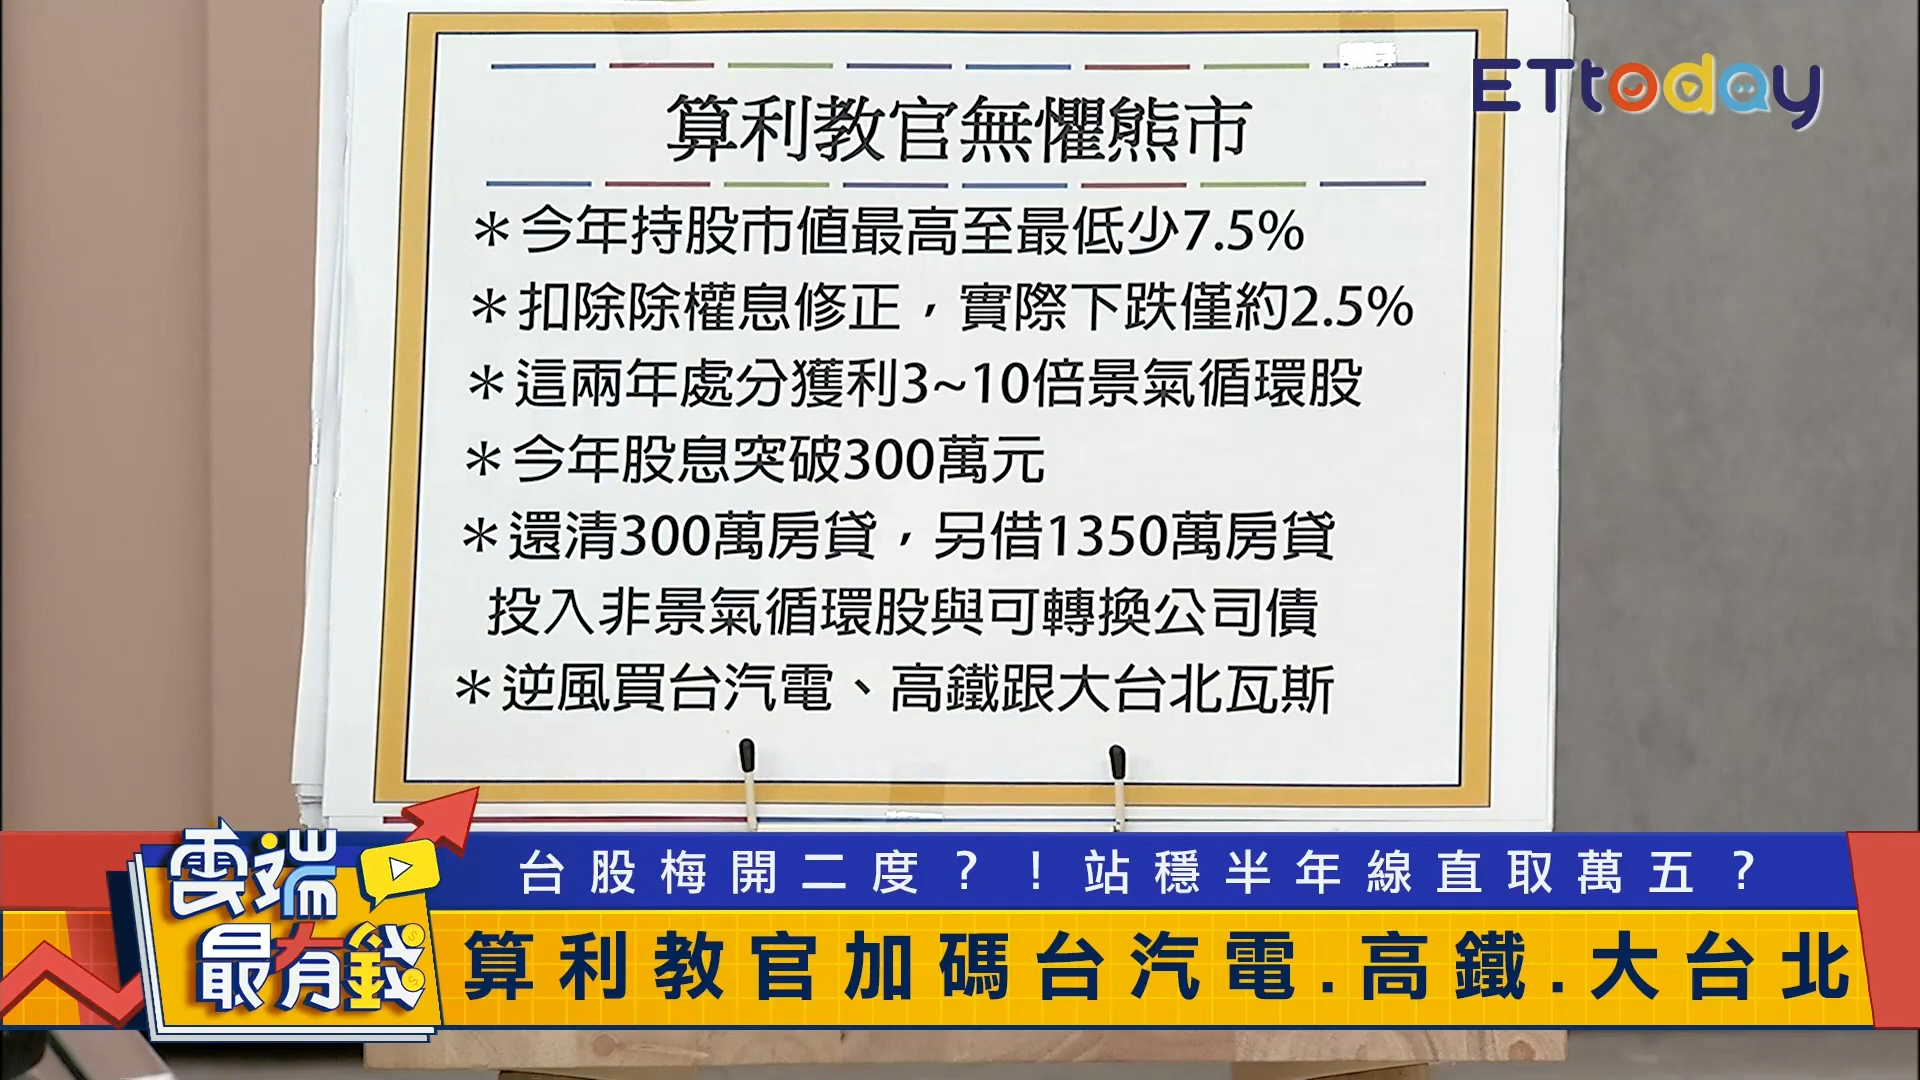 ETtoday
算利教官無懼熊市
＊今年持股市值最高至最低少7.5%
＊扣除除權息修正，實際下跌僅約2.5%
＊這兩年處分獲利3~10倍景氣循環股
＊今年股息突破300萬元
＊還清300萬房貸，另借1350萬房貸
投入非景氣循環股與可轉換公司債
＊逆風買台汽電、高鐵跟大台北瓦斯
雲端
最有錢
台股梅開二度？！站穩半年線直取萬五？
算利教官加碼台汽電.高鐵.大台北